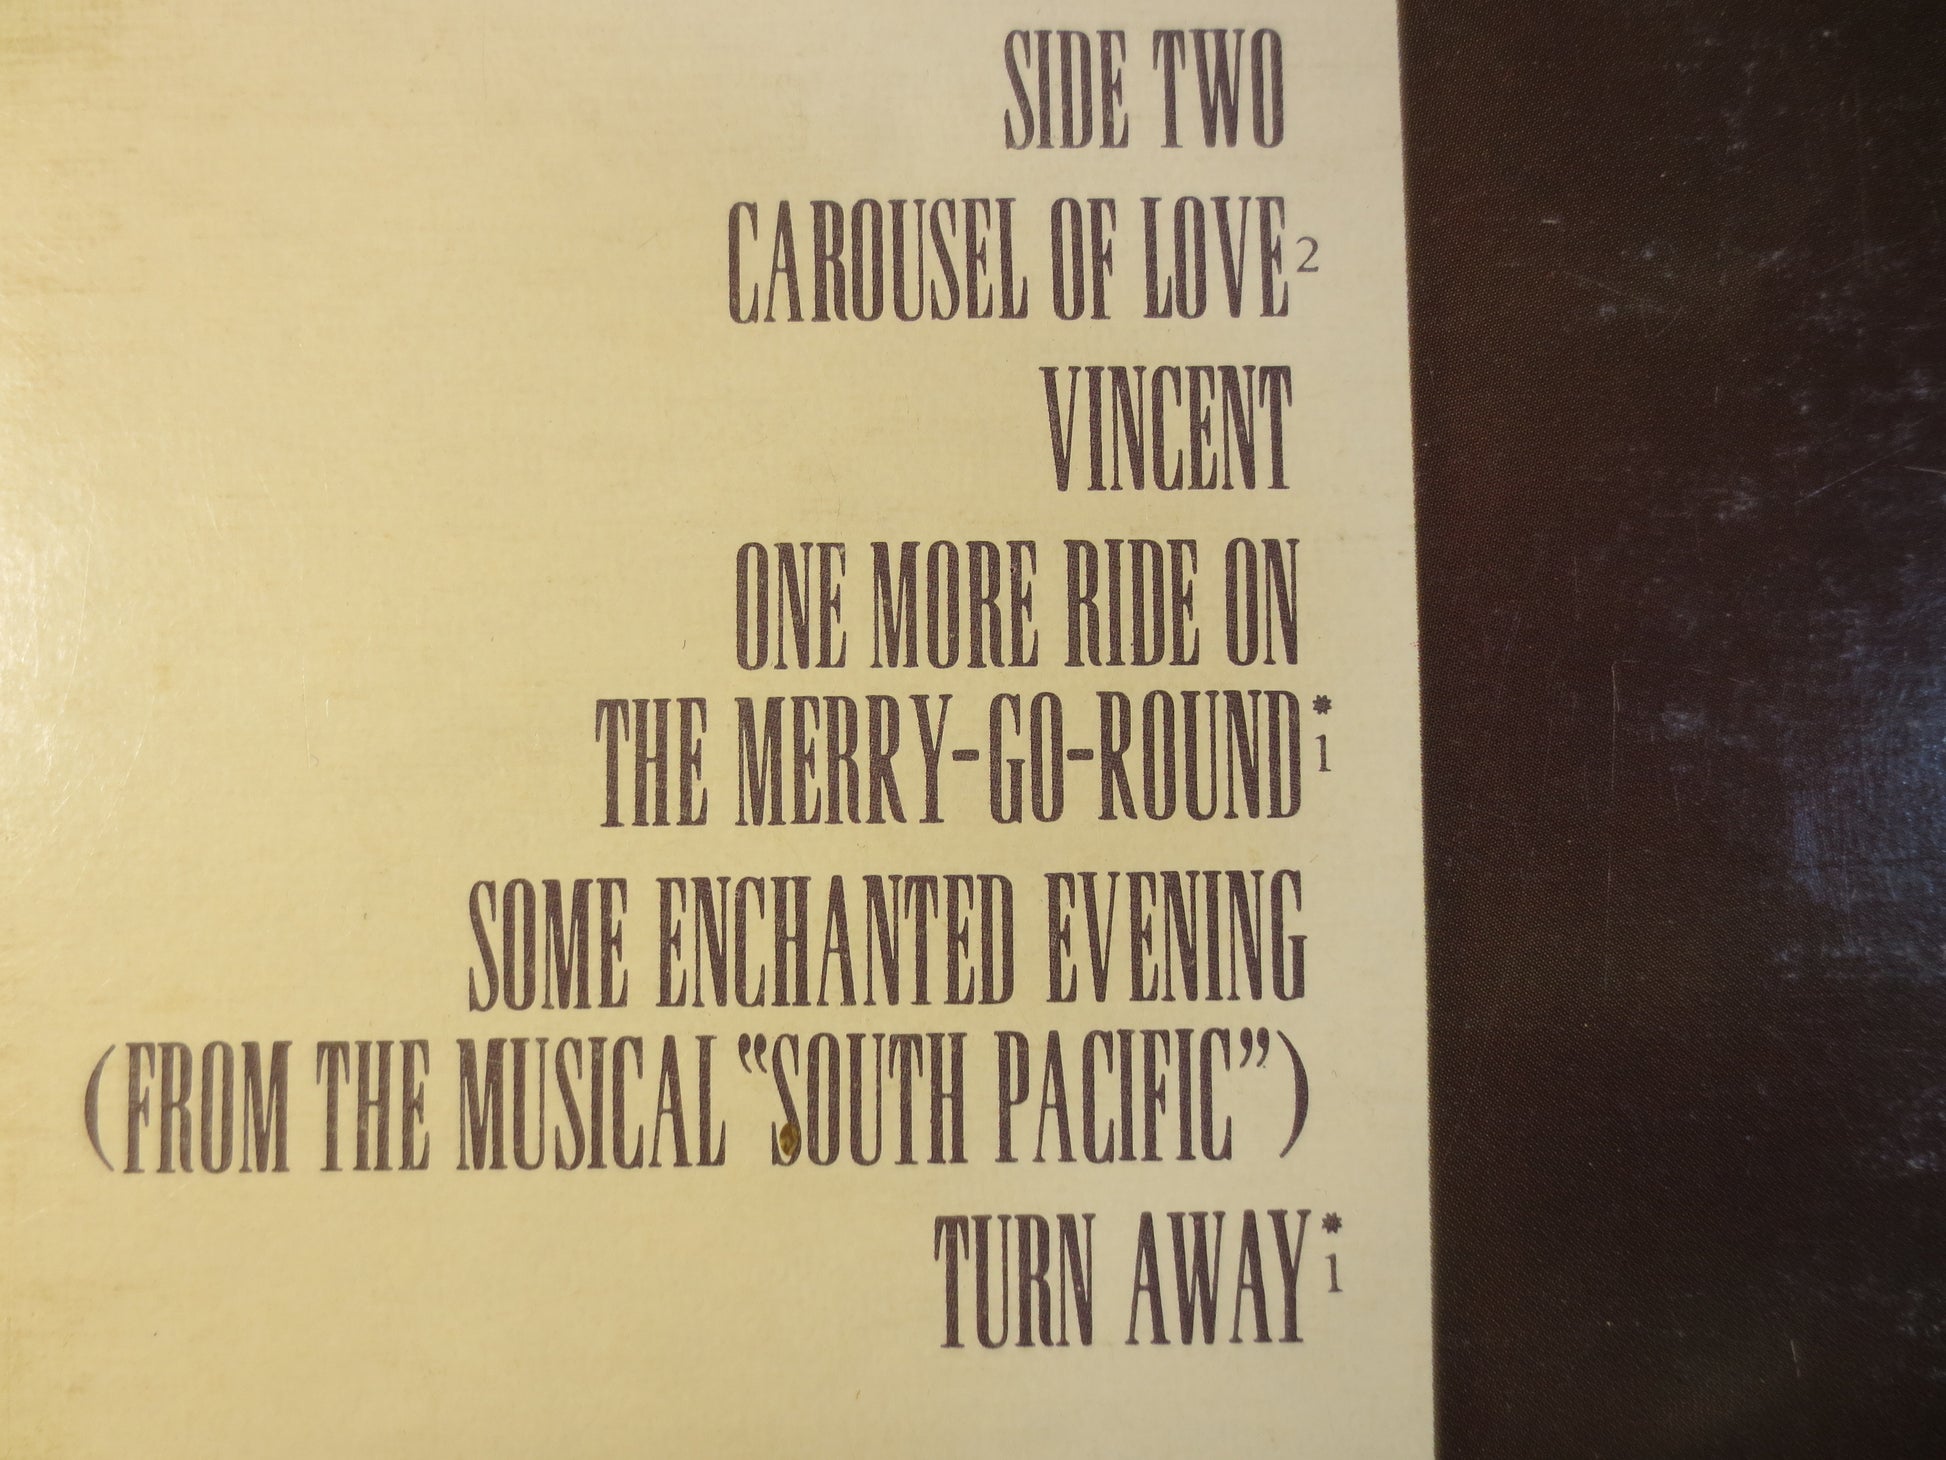 SIDE TWO
CAROUSEL OF LOVE 2
VINCENT
ONE MORE RIDE ON
THE MERRY-GO-ROUND * 1
SOME ENCHANTED EVENING
(FROM THE MUSICAL “SOUTH PACIFIC”)
TURN AWAY * 1